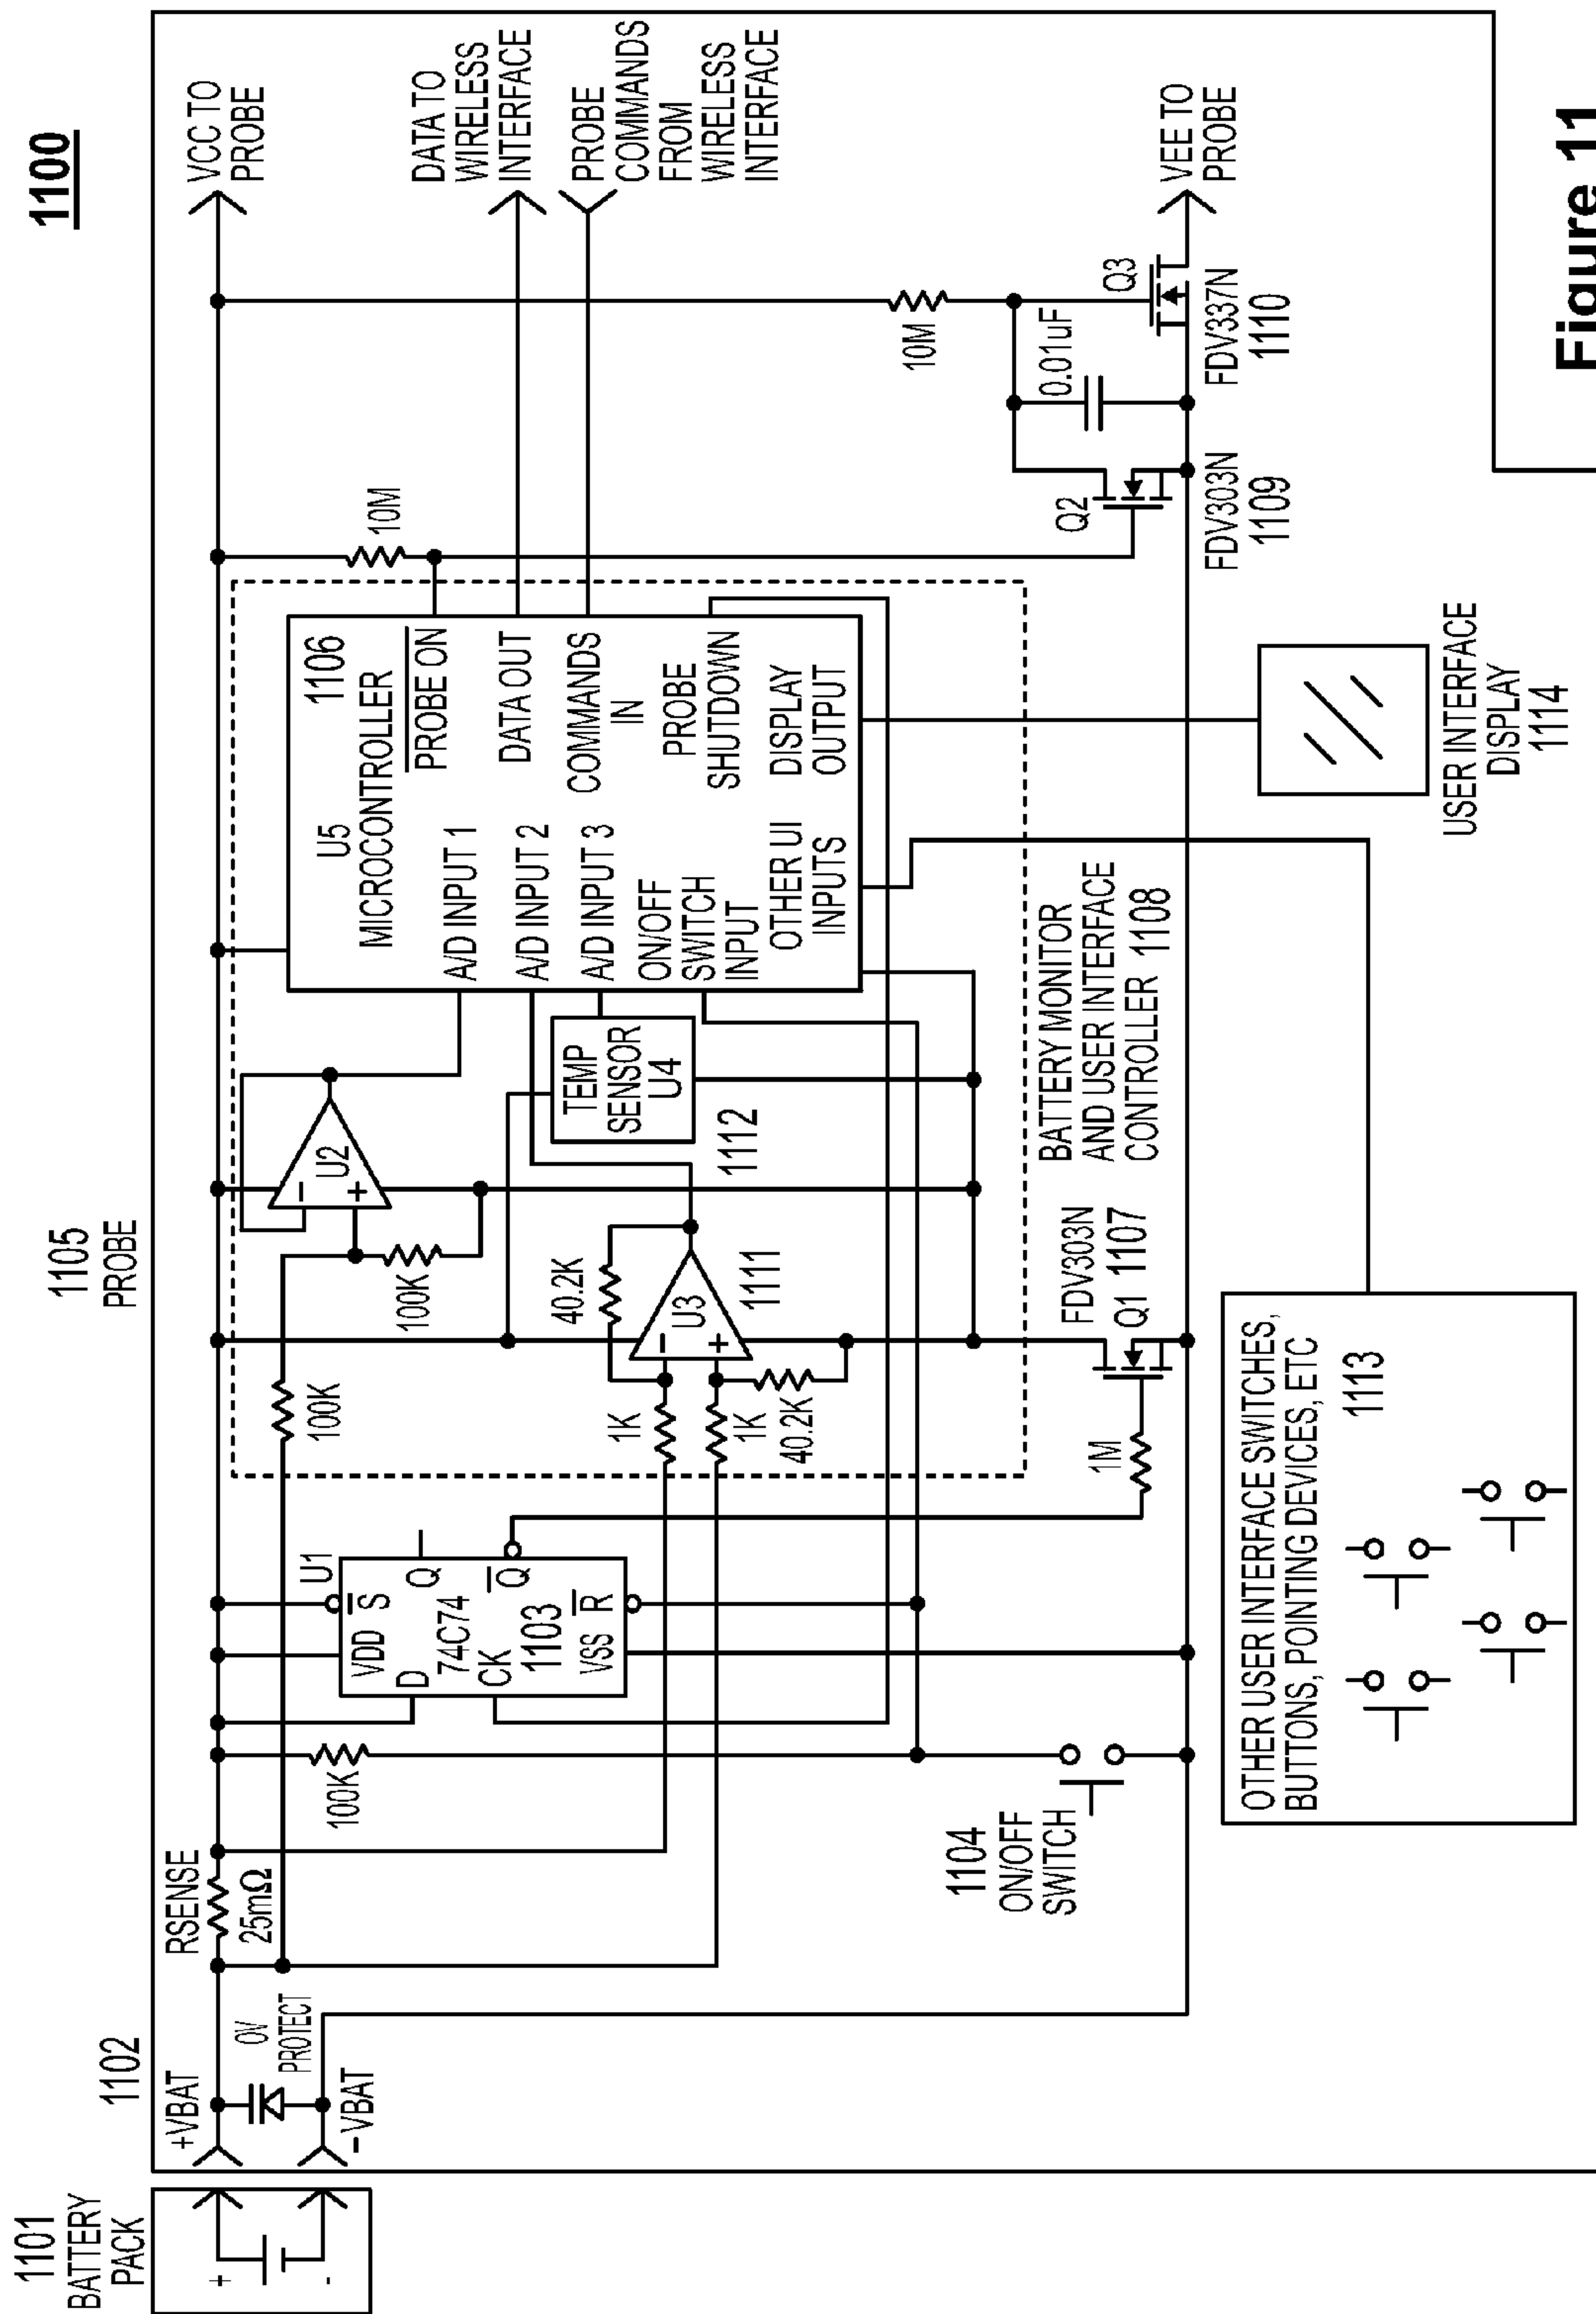 1100
1101
BATTERY
PACK
+
-
1102
+VBAT
-VBAT
OV
PROTECT
RSENSE
25mΩ
1105
PROBE
100K
U1
VDD
S
D
Q
74C74
CK
1103
Q
VSS
R
1104
ON/OFF
SWITCH
100K
1K
1K
40.2K
40.2K
-
+
U3
1111
100K
-
+
U2
TEMP
SENSOR
U4
1112
U5
1106
MICROCONTROLLER
A/D INPUT 1
A/D INPUT 2
A/D INPUT 3
ON/OFF
SWITCH
INPUT
OTHER UI
INPUTS
PROBE ON
DATA OUT
COMMANDS
IN
PROBE
SHUTDOWN
DISPLAY
OUTPUT
1M
FDV303N
Q1 1107
BATTERY MONITOR
AND USER INTERFACE
CONTROLLER 1108
10M
Q2
FDV303N
1109
10M
0.01uF
Q3
FDV337N
1110
VCC TO
PROBE
DATA TO
WIRELESS
INTERFACE
PROBE
COMMANDS
FROM
WIRELESS
INTERFACE
VEE TO
PROBE
OTHER USER INTERFACE SWITCHES,
BUTTONS, POINTING DEVICES, ETC
1113
USER INTERFACE
DISPLAY
1114
Figure 11